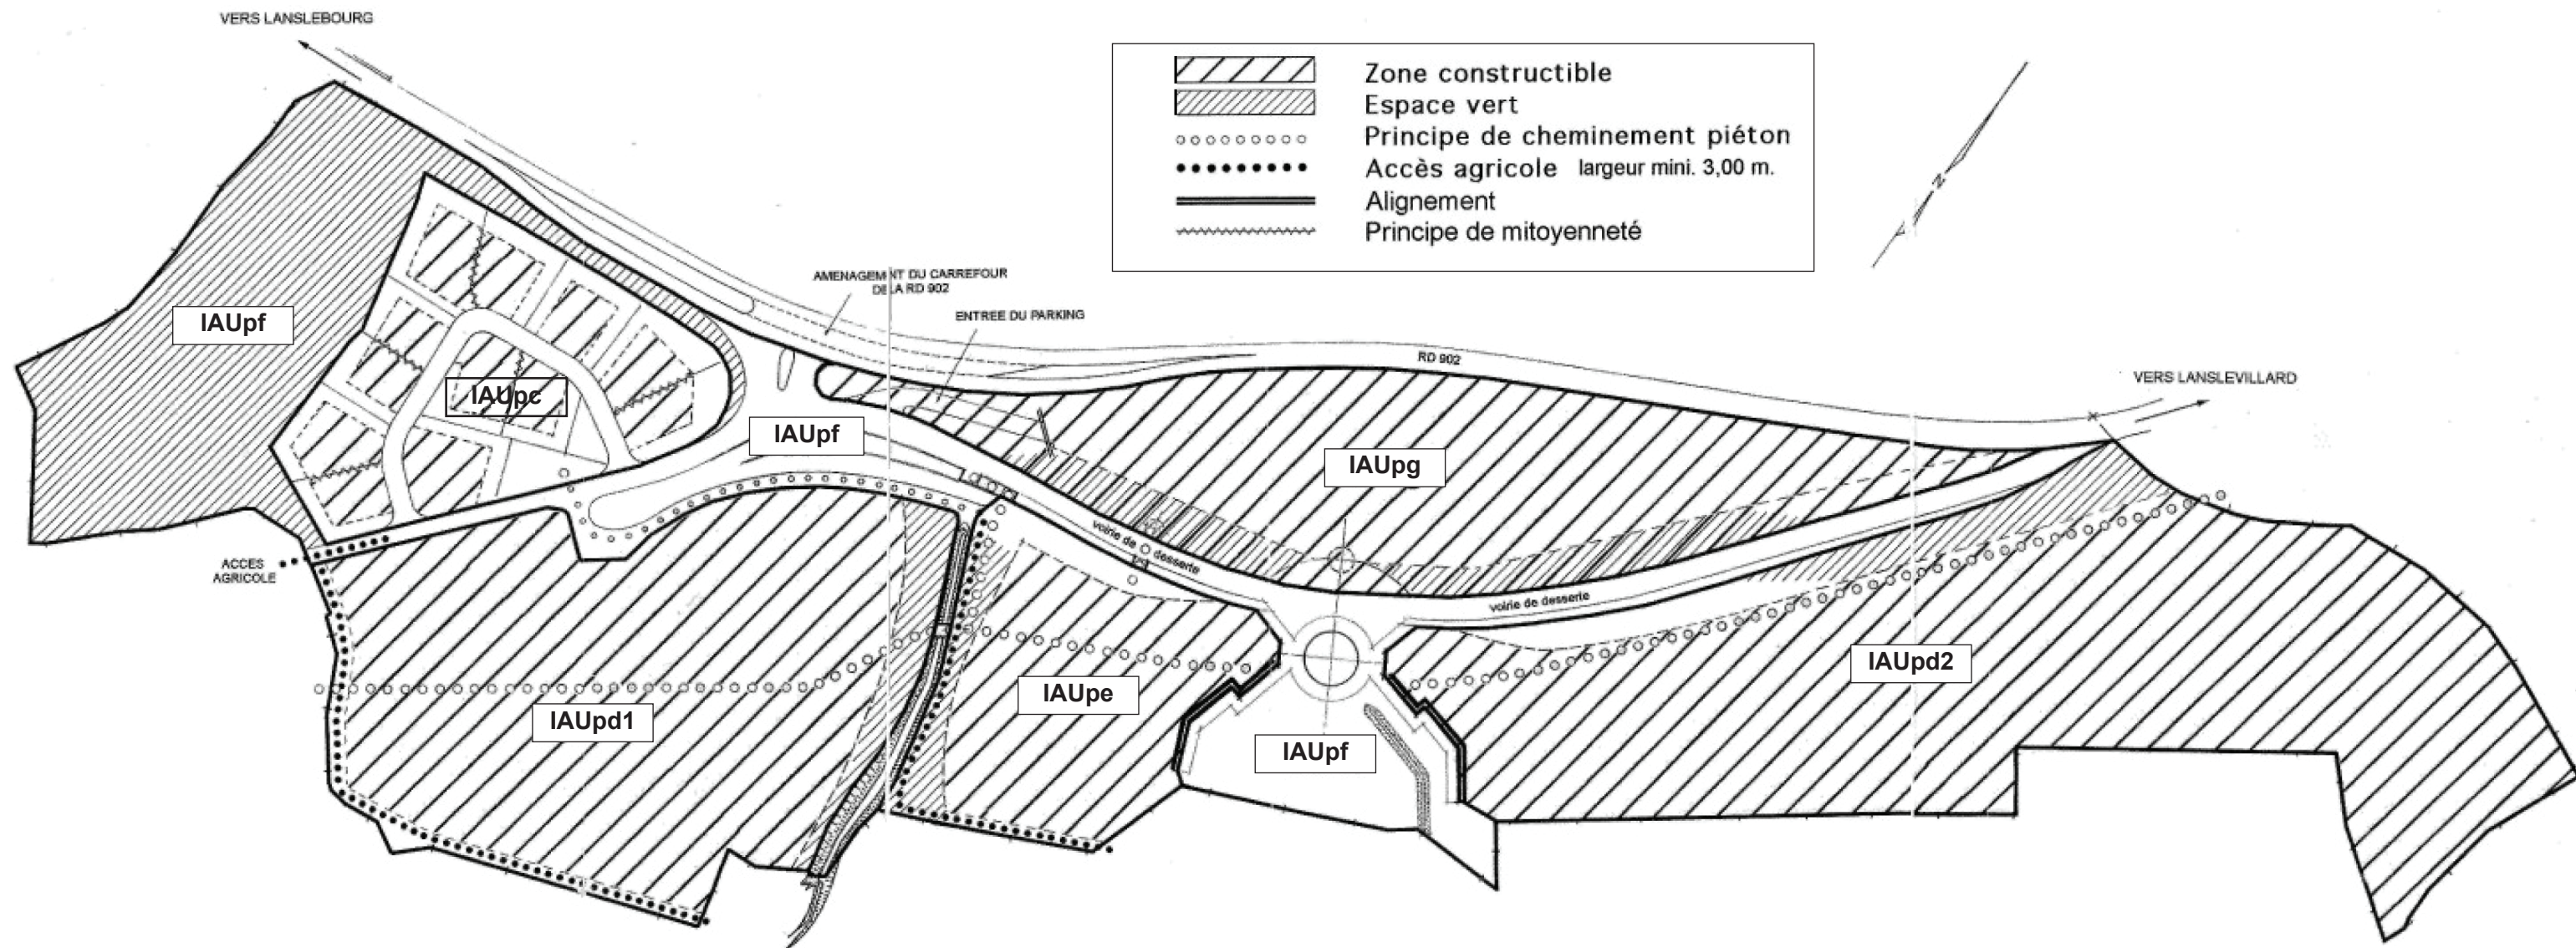 VERS LANSLEBOURG
Zone constructible
Espace vert
Principe de cheminement piéton
Accès agricole largeur mini. 3,00 m.
Alignement
Principe de mitoyenneté
N
AMENAGEMENT DU CARREFOUR
DE LA RD 902
ENTREE DU PARKING
RD 902
VERS LANSLEVILLARD
IAUpf
IAUpc
IAUpf
IAUpg
voirie de desserte
voirie de desserte
ACCES
AGRICOLE
IAUpd1
IAUpe
IAUpf
IAUpd2